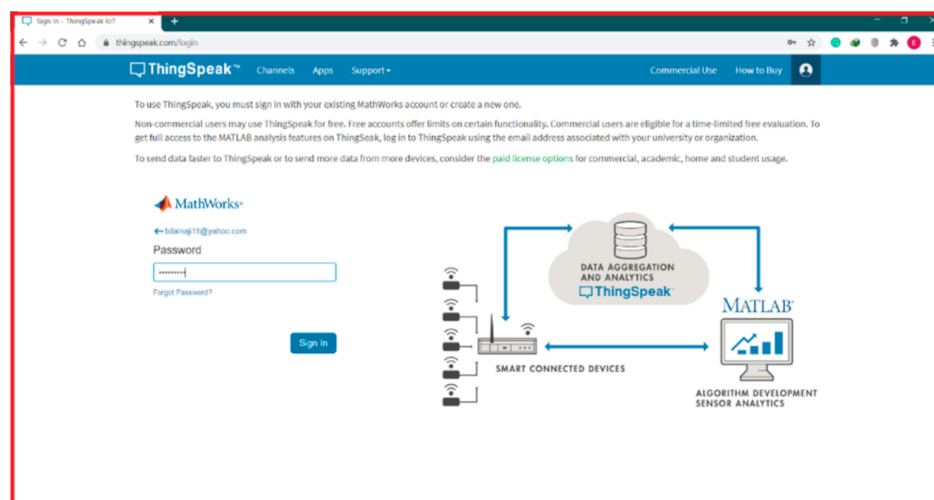 Sign In - ThingSpeak IoT
thingspeak.com/login
ThingSpeak™ Channels Apps Support Commercial Use How to Buy
To use ThingSpeak, you must sign in with your existing MathWorks account or create a new one.
Non-commercial users may use ThingSpeak for free. Free accounts offer limits on certain functionality. Commercial users are eligible for a time-limited free evaluation. To
get full access to the MATLAB analysis features on ThingSeak, log in to ThingSpeak using the email address associated with your university or organization.
To send data faster to ThingSpeak or to send more data from more devices, consider the paid license options for commercial, academic, home and student usage.
MathWorks®
Password
Forgot Password?
Sign In
DATA AGGREGATION
AND ANALYTICS
ThingSpeak™
MATLAB®
SMART CONNECTED DEVICES
ALGORITHM DEVELOPMENT
SENSOR ANALYTICS